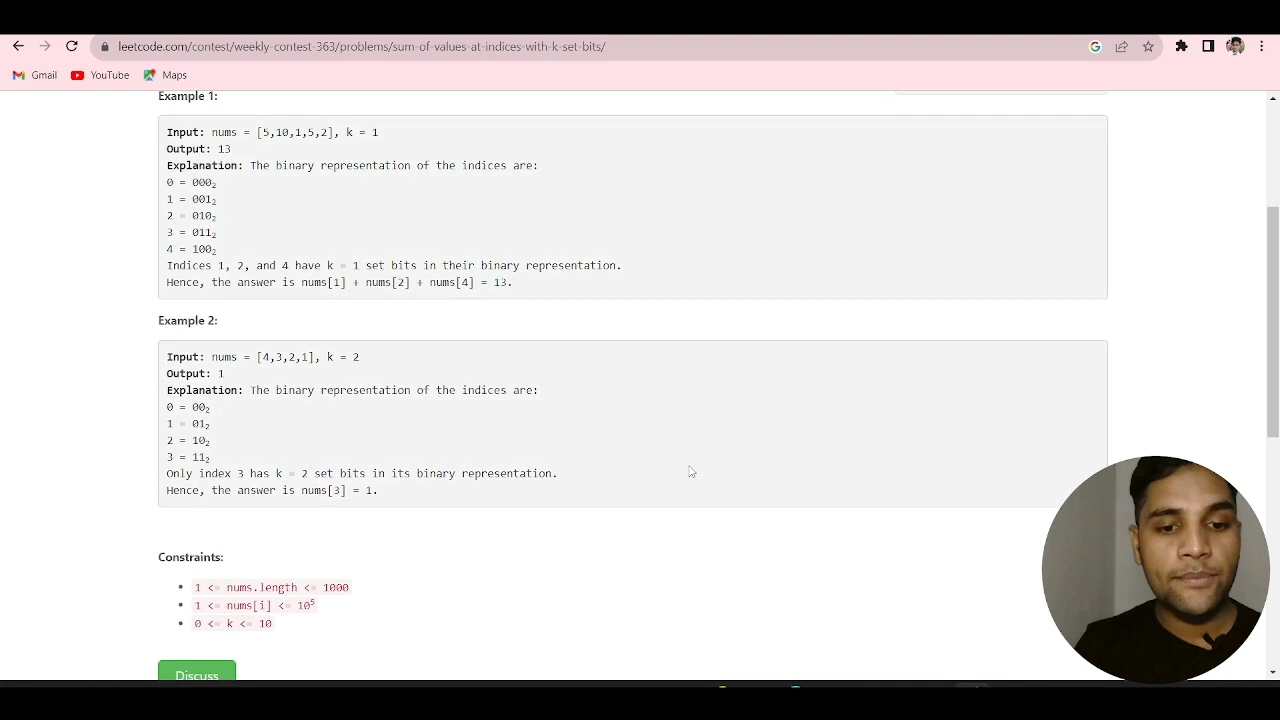 leetcode.com/contest/weekly-contest-363/problems/sum-of-values-at-indices-with-k-set-bits/
Gmail YouTube Maps
Example 1:
Input: nums = [5,10,1,5,2], k = 1
Output: 13
Explanation: The binary representation of the indices are:
0 = 000₂
1 = 001₂
2 = 010₂
3 = 011₂
4 = 100₂
Indices 1, 2, and 4 have k = 1 set bits in their binary representation.
Hence, the answer is nums[1] + nums[2] + nums[4] = 13.
Example 2:
Input: nums = [4,3,2,1], k = 2
Output: 1
Explanation: The binary representation of the indices are:
0 = 00₂
1 = 01₂
2 = 10₂
3 = 11₂
Only index 3 has k = 2 set bits in its binary representation.
Hence, the answer is nums[3] = 1.
Constraints:
1 <= nums.length <= 1000
1 <= nums[i] <= 10⁵
0 <= k <= 10
Discuss